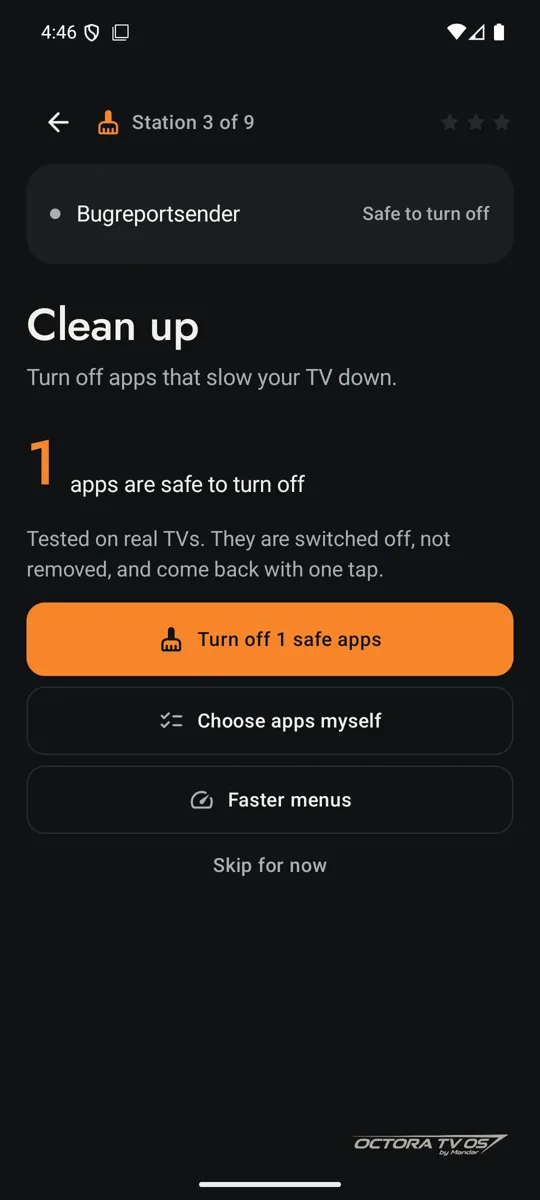 4:46
Station 3 of 9
Bugreportsender
Safe to turn off
Clean up
Turn off apps that slow your TV down.
1 apps are safe to turn off
Tested on real TVs. They are switched off, not
removed, and come back with one tap.
Turn off 1 safe apps
Choose apps myself
Faster menus
Skip for now
OCTORA TV OS
by Mandar